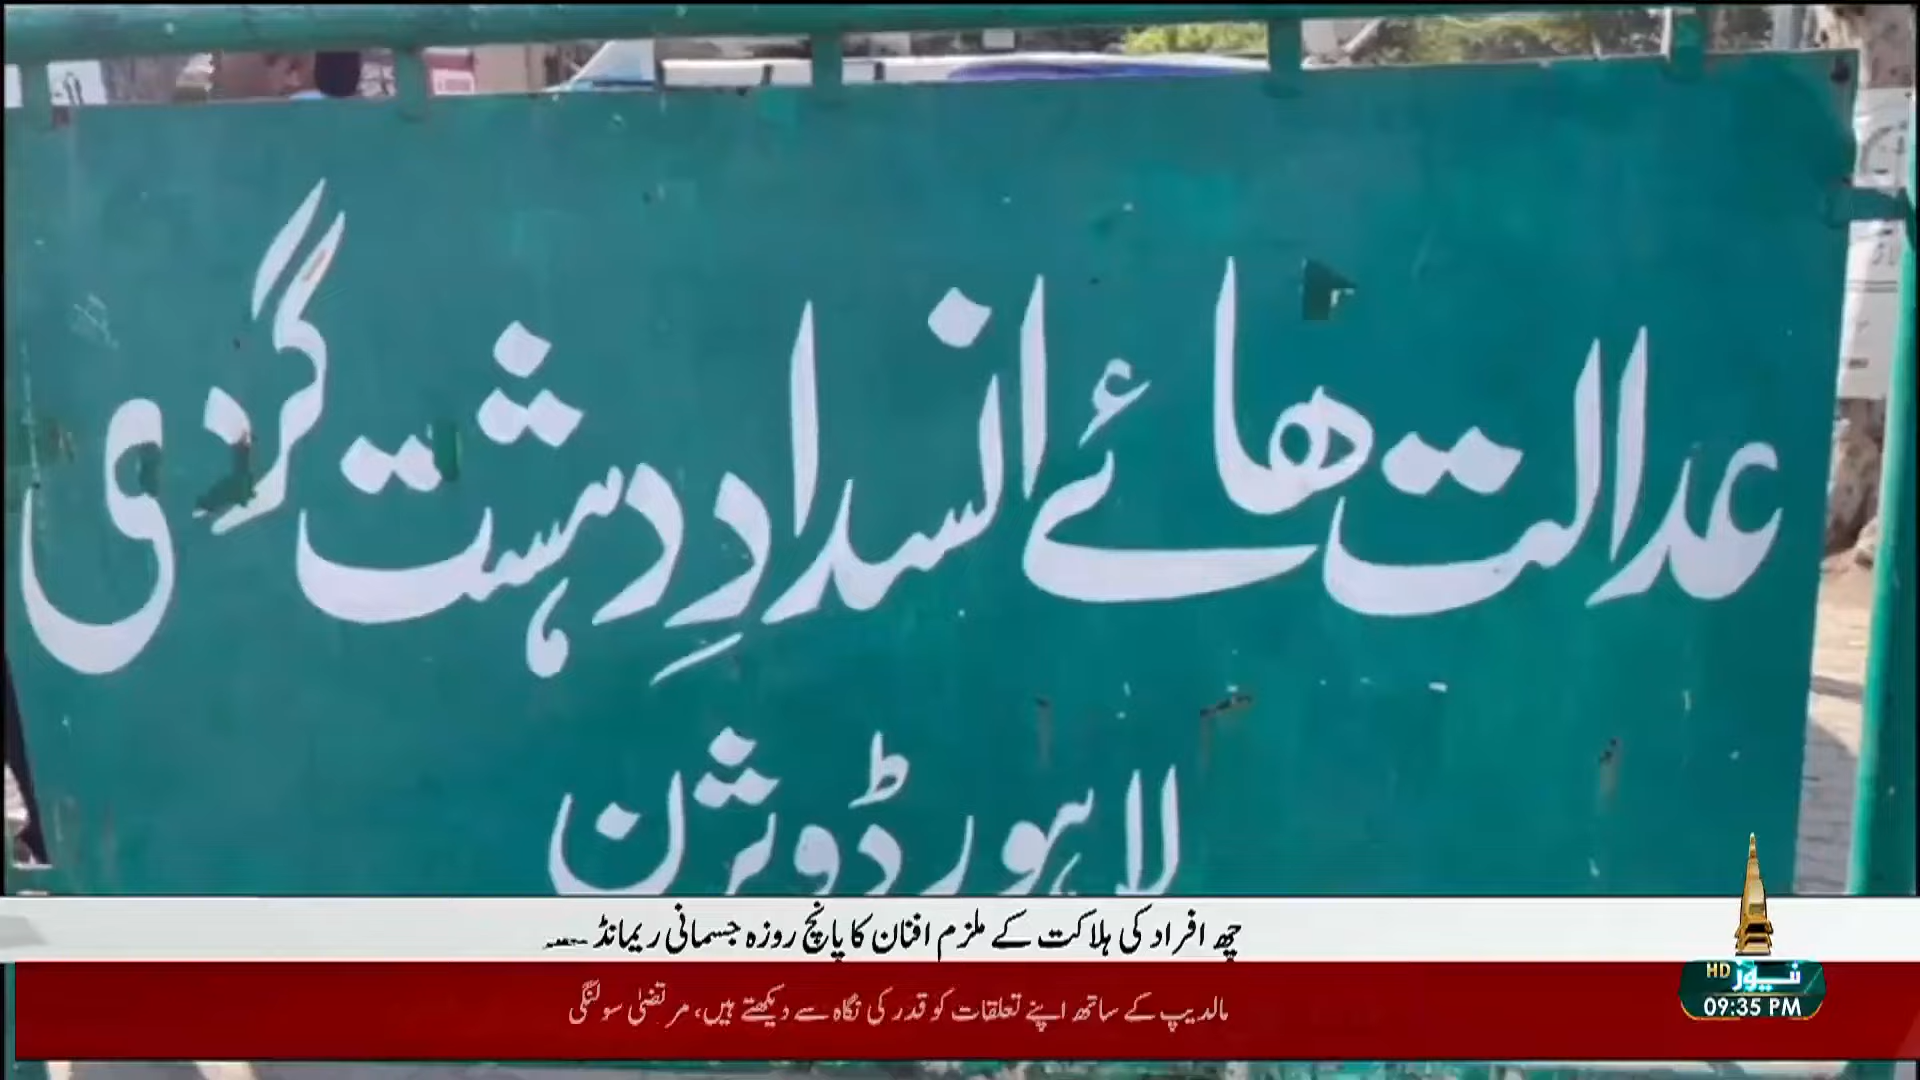 عدالت ھائے انسدادِ دہشت گردی
لاہور ڈویژن
چھ افراد کی ہلاکت کے ملزم افنان کا پانچ روزہ جسمانی ریمانڈ
مالدیپ کے ساتھ اپنے تعلقات کو قدر کی نگاہ سے دیکھتے ہیں، مرتضیٰ سولنگی
HD نیوز
09:35 PM